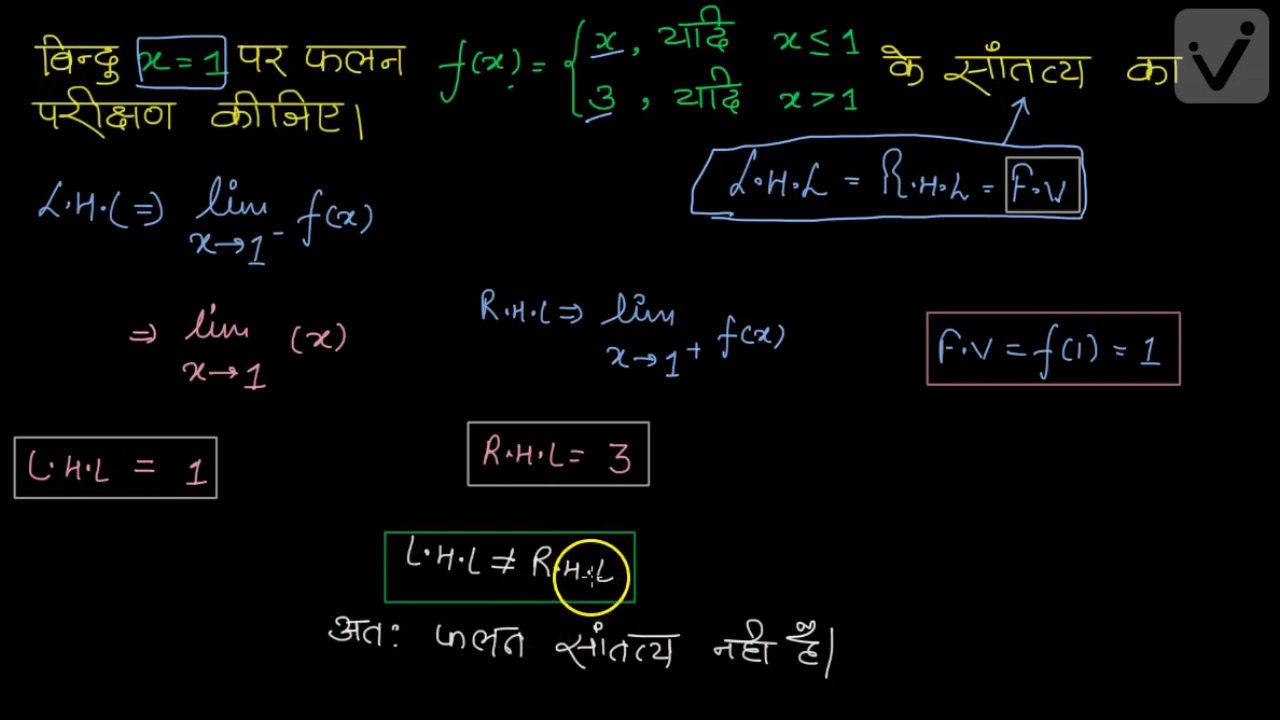 बिन्दु x = 1 पर फलन f(x) = { x, यदि x ≤ 1 के सांतत्य का
3, यदि x > 1
परीक्षण कीजिए।
L.H.L = R.H.L = F.V
L.H.L ⇒ lim x→1⁻ f(x)
⇒ lim x→1 (x)
R.H.L ⇒ lim x→1⁺ f(x)
F.V = f(1) = 1
L.H.L = 1
R.H.L = 3
L.H.L ≠ R.H.L
अतः फलन सांतत्य नही है।